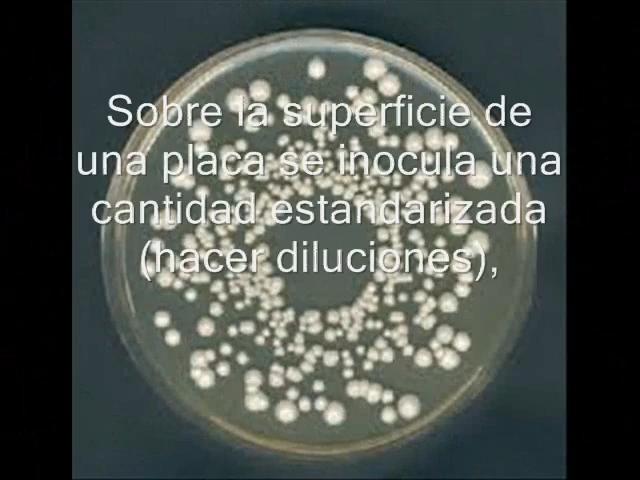 Sobre la superficie de
una placa se inocula una
cantidad estandarizada
(hacer diluciones),